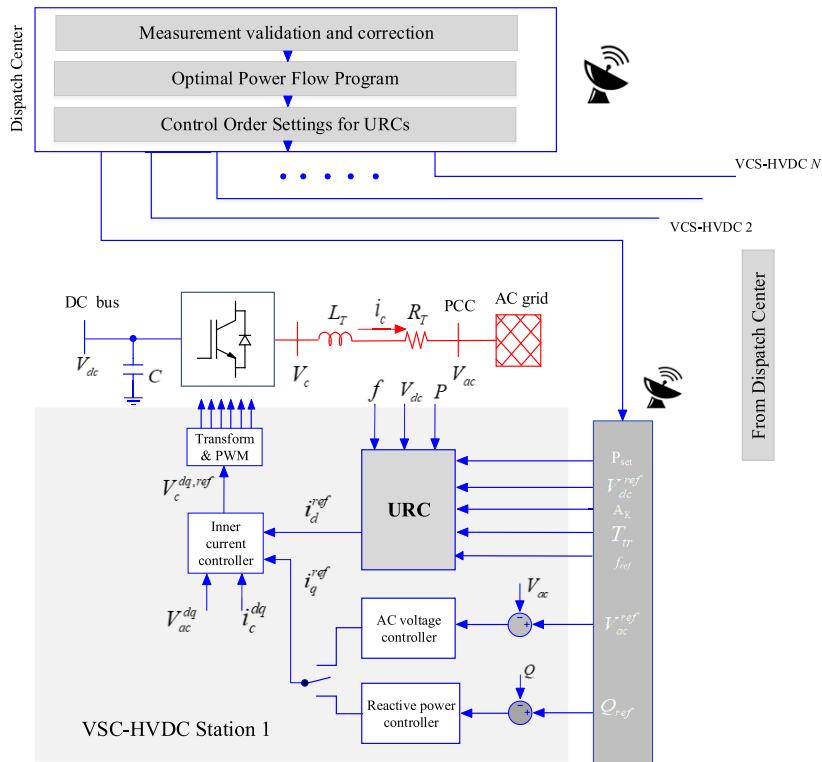 Dispatch Center
Measurement validation and correction
Optimal Power Flow Program
Control Order Settings for URCs
VCS-HVDC N
VCS-HVDC 2
From Dispatch Center
DC bus
V_dc
C
V_c
L_T
i_c
R_T
PCC
V_ac
AC grid
f
V_dc
P
Transform
& PWM
V_c^{dq,ref}
Inner
current
controller
V_ac^{dq}
i_c^{dq}
i_d^{ref}
i_q^{ref}
URC
P_set
V_dc^{ref}
A_K
T_tr
f_ref
AC voltage
controller
V_ac
− +
V_ac^{ref}
Reactive power
controller
Q
− +
Q_ref
VSC-HVDC Station 1